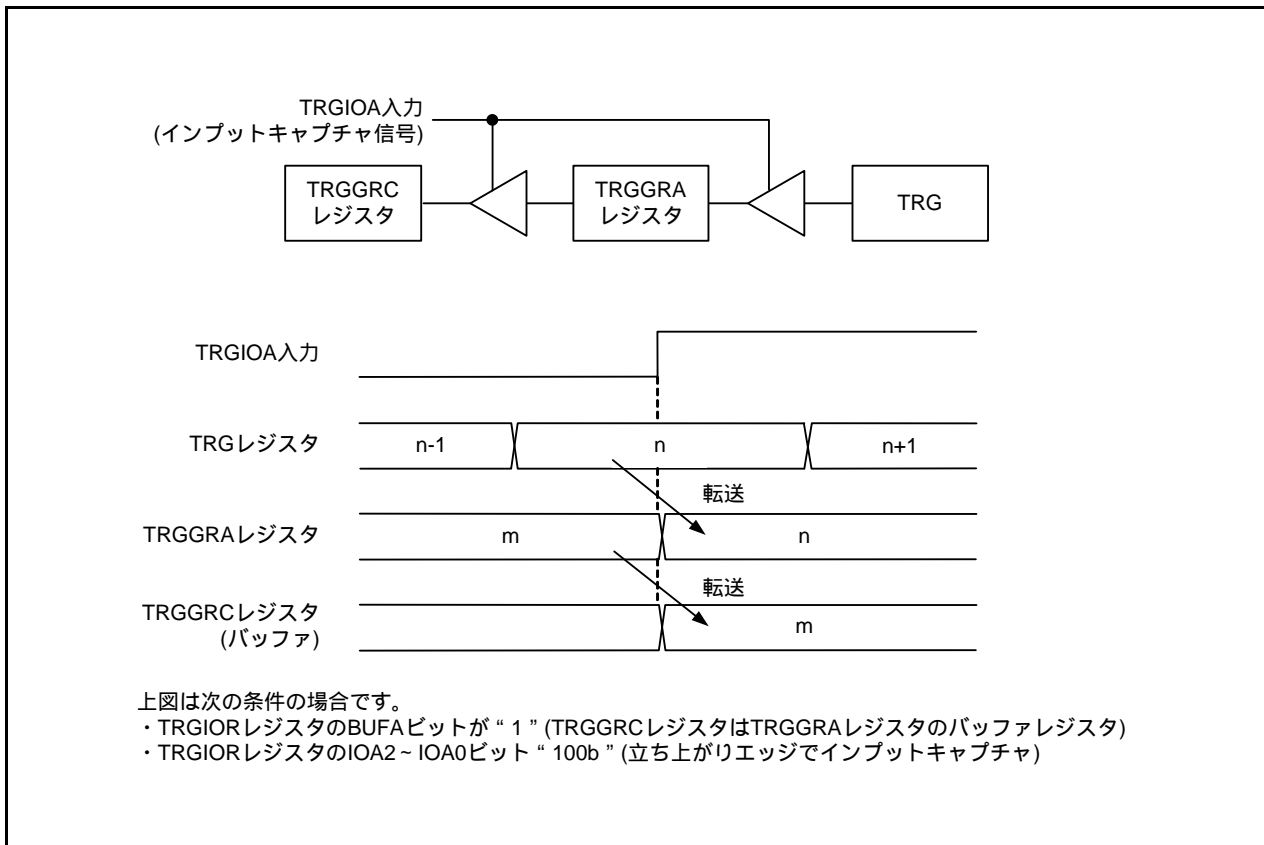 TRGIOA入力
(インプットキャプチャ信号)
TRGGRC
レジスタ
TRGGRA
レジスタ
TRG
TRGIOA入力
TRGレジスタ
n-1
n
n+1
転送
TRGGRAレジスタ
m
n
転送
TRGGRCレジスタ
(バッファ)
m
上図は次の条件の場合です。
・TRGIORレジスタのBUFAビットが“1”(TRGGRCレジスタはTRGGRAレジスタのバッファレジスタ)
・TRGIORレジスタのIOA2~IOA0ビット“100b”(立ち上がりエッジでインプットキャプチャ)